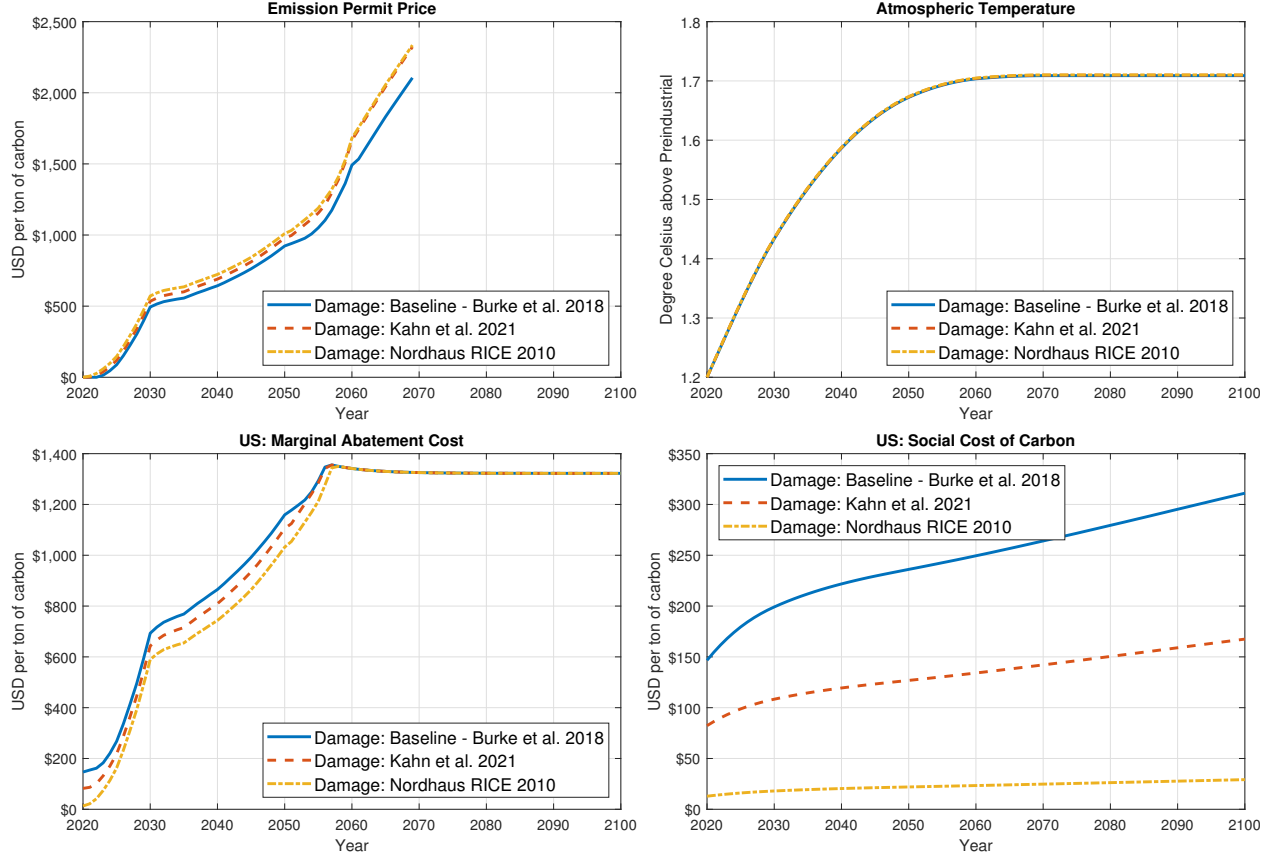 Emission Permit Price
$2,500
$2,000
$1,500
$1,000
$500
$0
USD per ton of carbon
2020 2030 2040 2050 2060 2070 2080 2090 2100
Year
Damage: Baseline - Burke et al. 2018
Damage: Kahn et al. 2021
Damage: Nordhaus RICE 2010
Atmospheric Temperature
1.8
1.7
1.6
1.5
1.4
1.3
1.2
Degree Celsius above Preindustrial
2020 2030 2040 2050 2060 2070 2080 2090 2100
Year
Damage: Baseline - Burke et al. 2018
Damage: Kahn et al. 2021
Damage: Nordhaus RICE 2010
US: Marginal Abatement Cost
$1,400
$1,200
$1,000
$800
$600
$400
$200
$0
USD per ton of carbon
2020 2030 2040 2050 2060 2070 2080 2090 2100
Year
Damage: Baseline - Burke et al. 2018
Damage: Kahn et al. 2021
Damage: Nordhaus RICE 2010
US: Social Cost of Carbon
$350
$300
$250
$200
$150
$100
$50
$0
USD per ton of carbon
2020 2030 2040 2050 2060 2070 2080 2090 2100
Year
Damage: Baseline - Burke et al. 2018
Damage: Kahn et al. 2021
Damage: Nordhaus RICE 2010